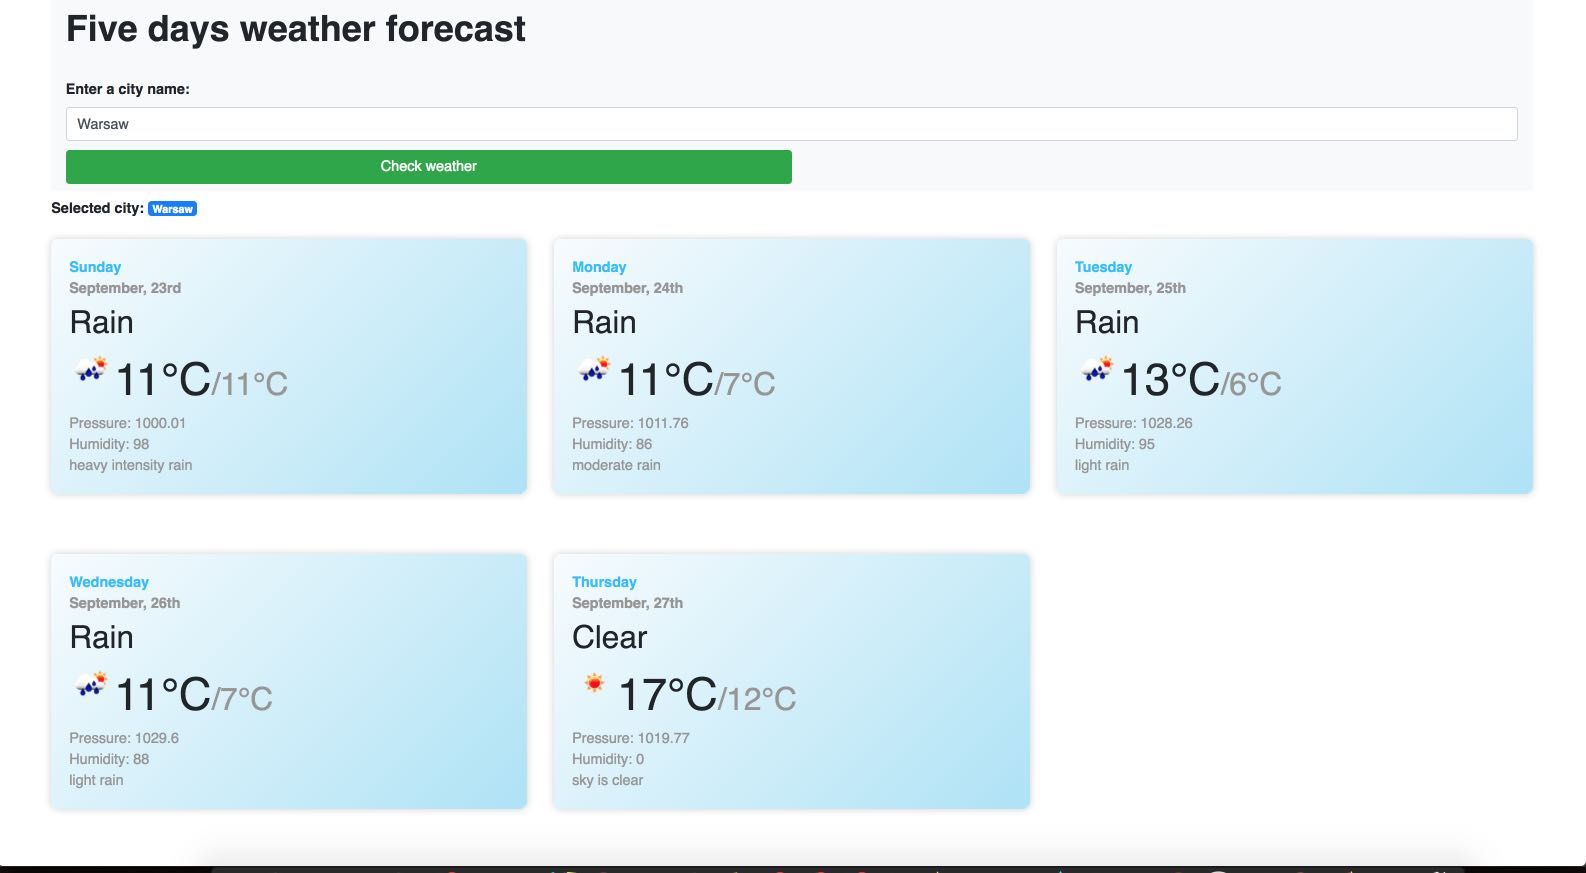 Five days weather forecast
Enter a city name:
Warsaw
Check weather
Selected city: Warsaw
Sunday
September, 23rd
Rain
11°C/11°C
Pressure: 1000.01
Humidity: 98
heavy intensity rain
Monday
September, 24th
Rain
11°C/7°C
Pressure: 1011.76
Humidity: 86
moderate rain
Tuesday
September, 25th
Rain
13°C/6°C
Pressure: 1028.26
Humidity: 95
light rain
Wednesday
September, 26th
Rain
11°C/7°C
Pressure: 1029.6
Humidity: 88
light rain
Thursday
September, 27th
Clear
17°C/12°C
Pressure: 1019.77
Humidity: 0
sky is clear